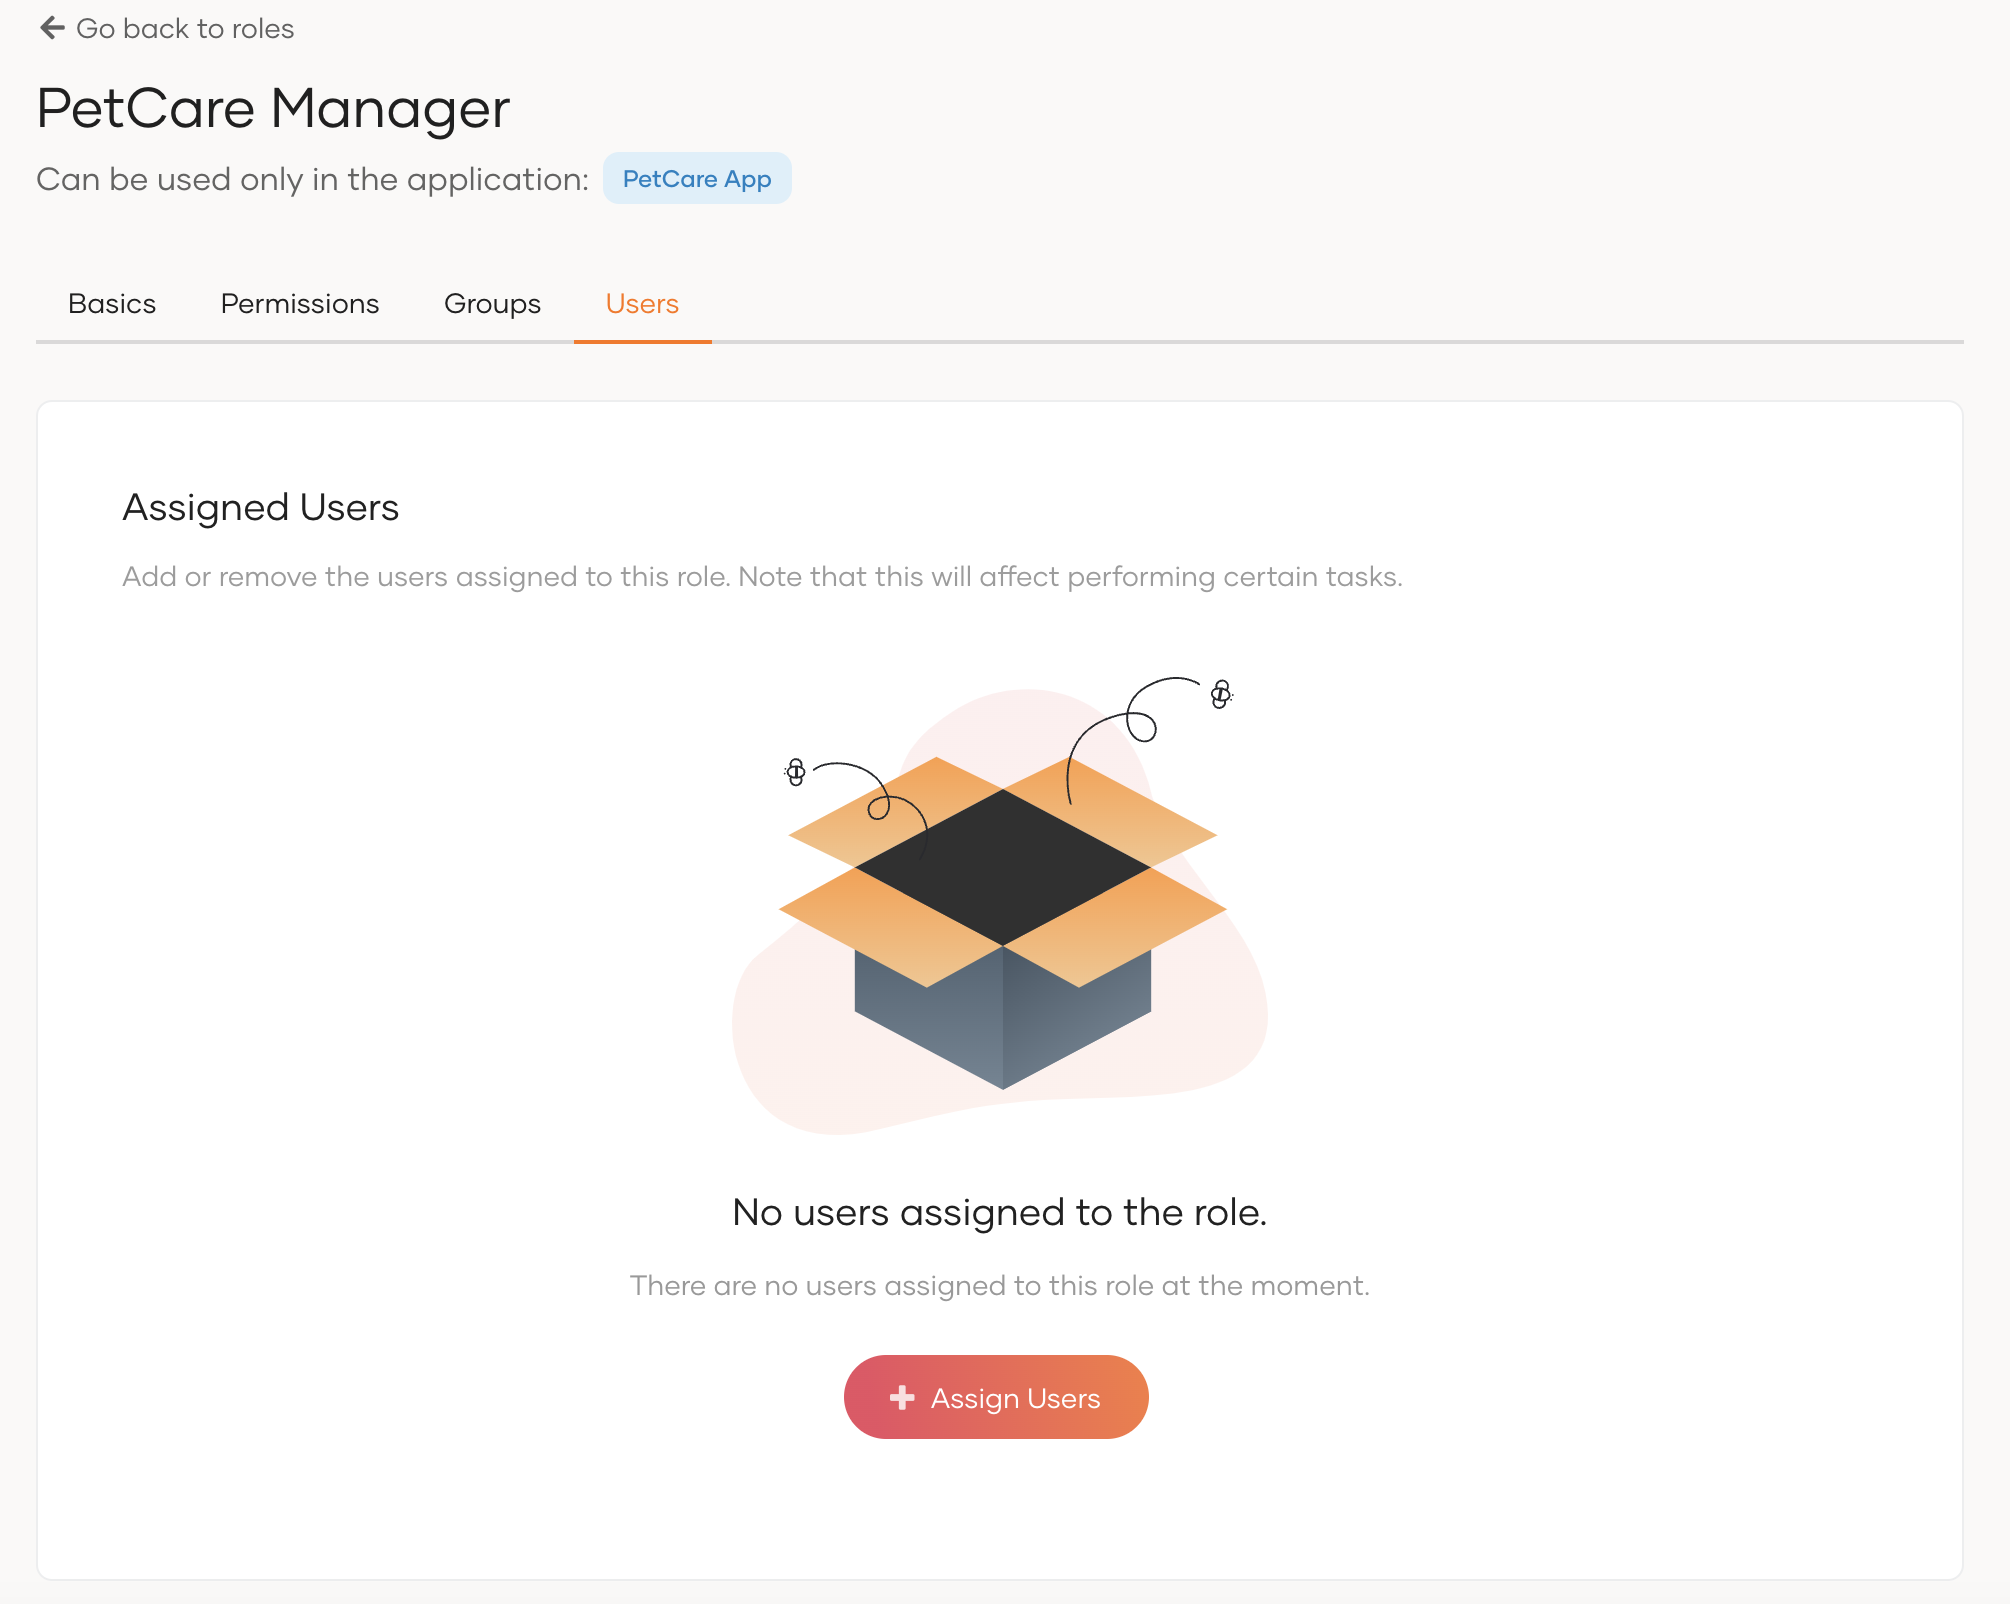 Go back to roles
PetCare Manager
Can be used only in the application: PetCare App
Basics Permissions Groups Users
Assigned Users
Add or remove the users assigned to this role. Note that this will affect performing certain tasks.
No users assigned to the role.
There are no users assigned to this role at the moment.
Assign Users